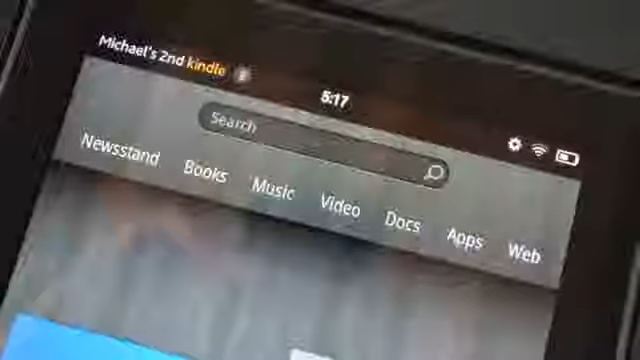 Michael's 2nd kindle
5:17
Search
Newsstand Books Music Video Docs Apps Web